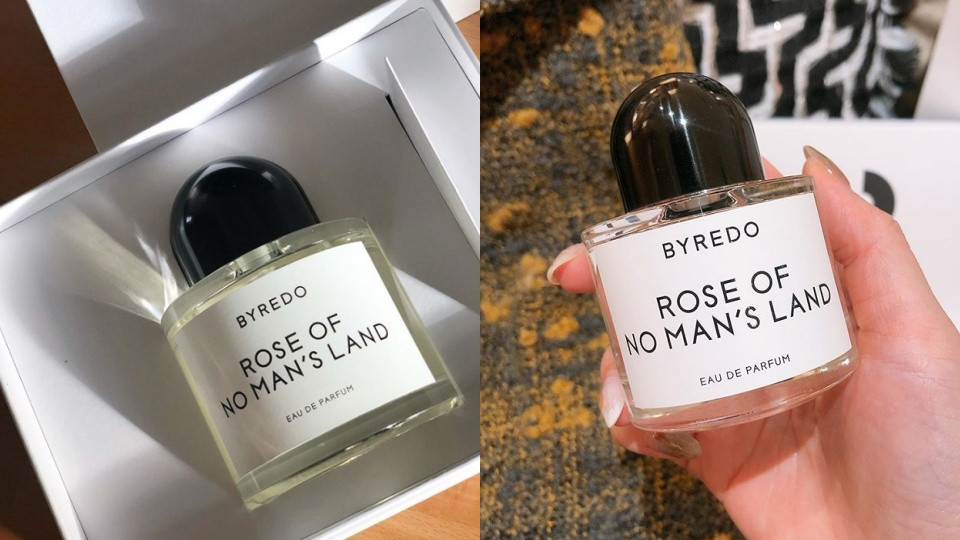 BYREDO
ROSE OF
NO MAN'S LAND
EAU DE PARFUM
BYREDO
ROSE OF
NO MAN'S LAND
EAU DE PARFUM